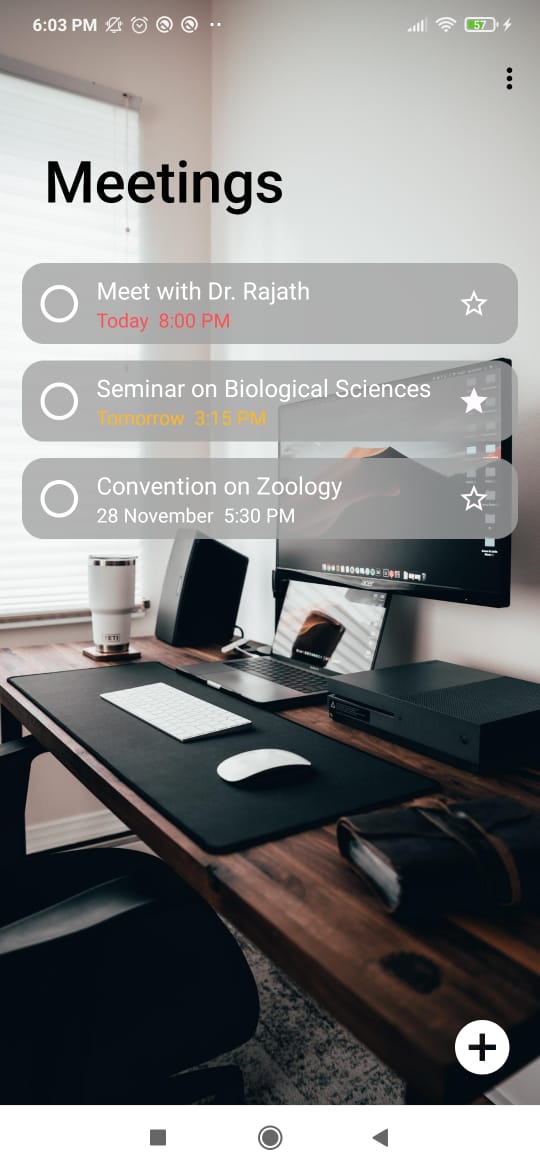 6:03 PM
57
Meetings
Meet with Dr. Rajath
Today 8:00 PM
Seminar on Biological Sciences
Tomorrow 3:15 PM
Convention on Zoology
28 November 5:30 PM
acer
YETI